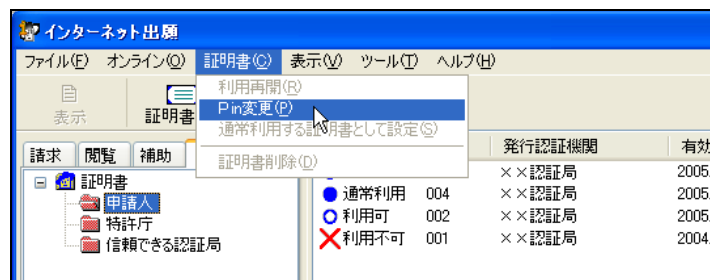 インターネット出願
ファイル(F) オンライン(O) 証明書(C) 表示(V) ツール(T) ヘルプ(H)
表示 証明書
利用再開(R)
Pin変更(P)
通常利用する証明書として設定(S)
証明書削除(D)
請求 閲覧 補助
発行認証機関 有効
証明書
申請人
特許庁
信頼できる認証局
××認証局 2005.
通常利用 004 ××認証局 2005.
利用可 002 ××認証局 2005.
利用不可 001 ××認証局 2004.